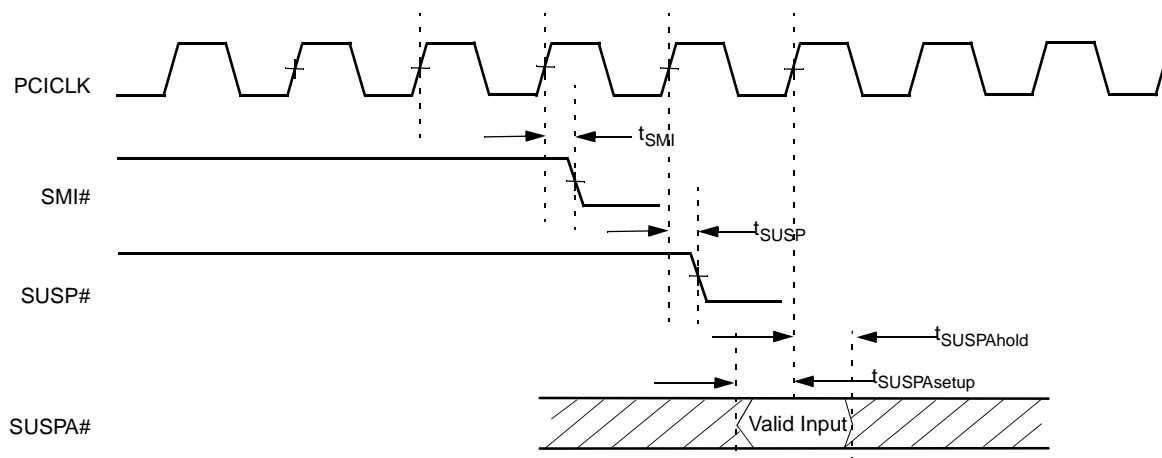 PCICLK
tSMI
SMI#
tSUSP
SUSP#
tSUSPAhold
tSUSPAsetup
SUSPA#
Valid Input